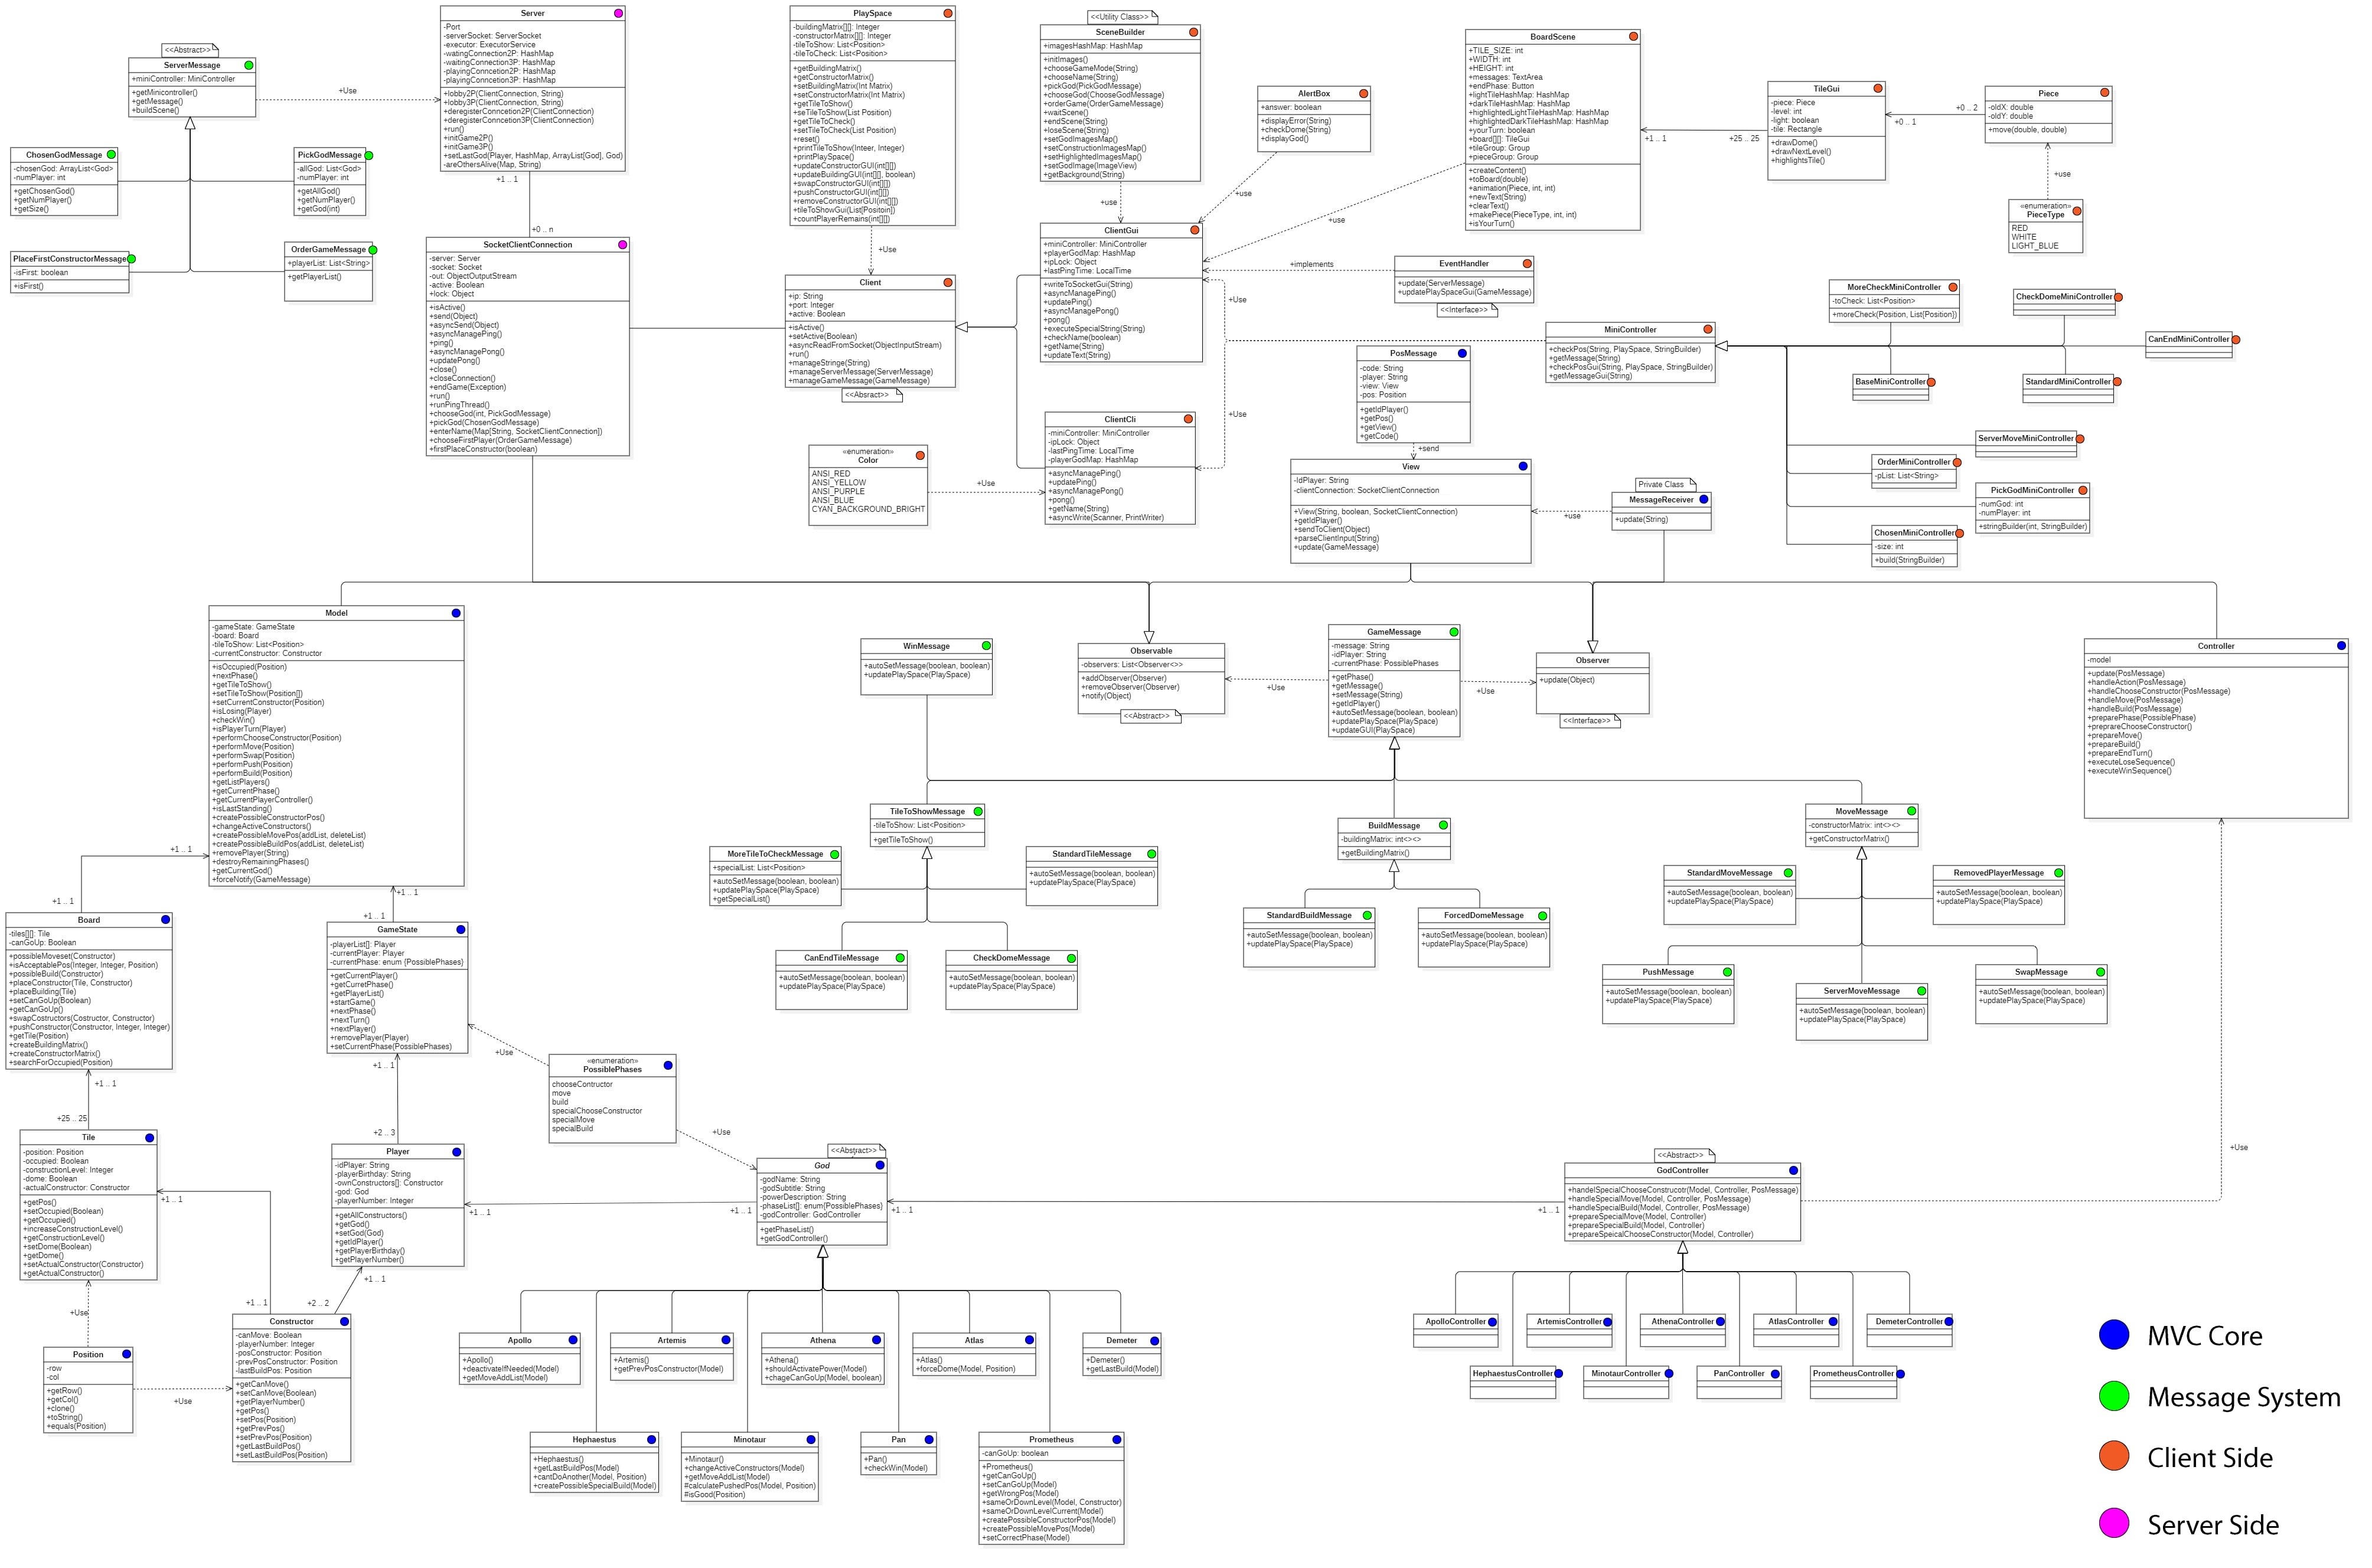 <<Abstract>>
ServerMessage
+miniController: MiniController
+getMinicontroller()
+getMessage()
+buildScene()
+Use
ChosenGodMessage
-chosenGod: ArrayList<God>
-numPlayer: int
+getChosenGod()
+getNumPlayer()
+getSize()
PickGodMessage
-allGod: List<God>
-numPlayer: int
+getAllGod()
+getNumPlayer()
+getGod(int)
PlaceFirstConstructorMessage
-isFirst: boolean
+isFirst()
OrderGameMessage
+playerList: List<String>
+getPlayerList()
Server
-Port
-serverSocket: ServerSocket
-executor: ExecutorService
-watingConnection2P: HashMap
-waitingConnection3P: HashMap
-playingConncetion2P: HashMap
-playingConncetion3P: HashMap
+lobby2P(ClientConnection, String)
+lobby3P(ClientConnection, String)
+deregisterConncetion2P(ClientConnection)
+deregisterConncetion3P(ClientConnection)
+run()
+initGame2P()
+initGame3P()
+setLastGod(Player, HashMap, ArrayList[God], God)
-areOthersAlive(Map, String)
+1 .. 1
+0 .. n
SocketClientConnection
-server: Server
-socket: Socket
-out: ObjectOutputStream
-active: Boolean
+lock: Object
+isActive()
+send(Object)
+asyncSend(Object)
+asyncManagePing()
+ping()
+asyncManagePong()
+updatePong()
+close()
+closeConnection()
+endGame(Exception)
+run()
+runPingThread()
+chooseGod(int, PickGodMessage)
+pickGod(ChosenGodMessage)
+enterName(Map[String, SocketClientConnection])
+chooseFirstPlayer(OrderGameMessage)
+firstPlaceConstructor(boolean)
PlaySpace
-buildingMatrix[][]: Integer
-constructorMatrix[][]: Integer
-tileToShow: List<Position>
-tileToCheck: List<Position>
+getBuildingMatrix()
+getConstructorMatrix()
+setBuildingMatrix(Int Matrix)
+setConstructorMatrix(Int Matrix)
+getTileToShow()
+seTileToShow(List Position)
+getTileToCheck()
+setTileToCheck(List Position)
+reset()
+printTileToShow(Inteer, Integer)
+printPlaySpace()
+updateConstructorGUI(int[][])
+updateBuildingGUI(int[][], boolean)
+swapConstructorGUI(int[][])
+pushConstructorGUI(int[][])
+removeConstructorGUI(int[][])
+tileToShowGui(List[Positoin])
+countPlayerRemains(int[][])
+Use
Client
+ip: String
+port: Integer
+active: Boolean
+isActive()
+setActive(Boolean)
+asyncReadFromSocket(ObjectInputStream)
+run()
+manageStringe(String)
+manageServerMessage(ServerMessage)
+manageGameMessage(GameMessage)
<<Absract>>
«enumeration»
Color
ANSI_RED
ANSI_YELLOW
ANSI_PURPLE
ANSI_BLUE
CYAN_BACKGROUND_BRIGHT
+Use
<<Utility Class>>
SceneBuilder
+imagesHashMap: HashMap
+initImages()
+chooseGameMode(String)
+chooseName(String)
+pickGod(PickGodMessage)
+chooseGod(ChooseGodMessage)
+orderGame(OrderGameMessage)
+waitScene()
+endScene(String)
+loseScene(String)
+setGodImagesMap()
+setConstructionImagesMap()
+setHighlightedImagesMap()
+setGodImage(ImageView)
+getBackground(String)
+use
ClientGui
+miniController: MiniController
+playerGodMap: HashMap
+ipLock: Object
+lastPingTime: LocalTime
+writeToSocketGui(String)
+asyncManagePing()
+updatePing()
+asyncManagePong()
+pong()
+executeSpecialString(String)
+checkName(boolean)
+getName(String)
+updateText(String)
ClientCli
-miniController: MiniController
-ipLock: Object
-lastPingTime: LocalTime
-playerGodMap: HashMap
+asyncManagePing()
+updatePing()
+asyncManagePong()
+pong()
+getName(String)
+asyncWrite(Scanner, PrintWriter)
+Use
+Use
AlertBox
+answer: boolean
+displayError(String)
+checkDome(String)
+displayGod()
+use
BoardScene
+TILE_SIZE: int
+WIDTH: int
+HEIGHT: int
+messages: TextArea
+endPhase: Button
+lightTileHashMap: HashMap
+darkTileHashMap: HashMap
+highlightedLightTileHashMap: HashMap
+highlightedDarkTileHashMap: HashMap
+yourTurn: boolean
+board[][]: TileGui
+tileGroup: Group
+pieceGroup: Group
+createContent()
+toBoard(double)
+animation(Piece, int, int)
+newText(String)
+clearText()
+makePiece(PieceType, int, int)
+isYourTurn()
+use
+1 .. 1
+25 .. 25
TileGui
-piece: Piece
-level: int
-light: boolean
-tile: Rectangle
+drawDome()
+drawNextLevel()
+highlightsTile()
+0 .. 2
+0 .. 1
Piece
-oldX: double
-oldY: double
+move(double, double)
+use
«enumeration»
PieceType
RED
WHITE
LIGHT_BLUE
+implements
EventHandler
+update(ServerMessage)
+updatePlaySpaceGui(GameMessage)
<<Interface>>
MiniController
+checkPos(String, PlaySpace, StringBuilder)
+getMessage(String)
+checkPosGui(String, PlaySpace, StringBuilder)
+getMessageGui(String)
MoreCheckMiniController
-toCheck: List<Position>
+moreCheck(Position, List[Position])
CheckDomeMiniController
CanEndMiniController
BaseMiniController
StandardMiniController
ServerMoveMiniController
OrderMiniController
-pList: List<String>
PickGodMiniController
-numGod: int
-numPlayer: int
+stringBuilder(int, StringBuilder)
ChosenMiniController
-size: int
+build(StringBuilder)
PosMessage
-code: String
-player: String
-view: View
-pos: Position
+getIdPlayer()
+getPos()
+getView()
+getCode()
+send
View
-IdPlayer: String
-clientConnection: SocketClientConnection
+View(String, boolean, SocketClientConnection)
+getIdPlayer()
+sendToClient(Object)
+parseClientInput(String)
+update(GameMessage)
+use
Private Class
MessageReceiver
+update(String)
Model
-gameState: GameState
-board: Board
-tileToShow: List<Position>
-currentConstructor: Constructor
+isOccupied(Position)
+nextPhase()
+getTileToShow()
+setTileToShow(Position[])
+setCurrentConstructor(Position)
+isLosing(Player)
+checkWin()
+isPlayerTurn(Player)
+performChooseConstructor(Position)
+performMove(Position)
+performSwap(Position)
+performPush(Position)
+performBuild(Position)
+getListPlayers()
+getCurrentPhase()
+getCurrentPlayerController()
+isLastStanding()
+createPossibleConstructorPos()
+changeActiveConstructors()
+createPossibleMovePos(addList, deleteList)
+createPossibleBuildPos(addList, deleteList)
+removePlayer(String)
+destroyRemainingPhases()
+getCurrentGod()
+forceNotify(GameMessage)
WinMessage
+autoSetMessage(boolean, boolean)
+updatePlaySpace(PlaySpace)
Observable
-observers: List<Observer<>>
+addObserver(Observer)
+removeObserver(Observer)
+notify(Object)
<<Abstract>>
+Use
GameMessage
-message: String
-idPlayer: String
-currentPhase: PossiblePhases
+getPhase()
+getMessage()
+setMessage(String)
+getIdPlayer()
+autoSetMessage(boolean, boolean)
+updatePlaySpace(PlaySpace)
+updateGUI(PlaySpace)
+Use
Observer
+update(Object)
<<Interface>>
Controller
-model
+update(PosMessage)
+handleAction(PosMessage)
+handleChooseConstructor(PosMessage)
+handleMove(PosMessage)
+handleBuild(PosMessage)
+preparePhase(PossiblePhase)
+prepareChooseConstructor()
+prepareMove()
+prepareBuild()
+prepareEndTurn()
+executeLoseSequence()
+executeWinSequence()
TileToShowMessage
-tileToShow: List<Position>
+getTileToShow()
MoreTileToCheckMessage
+specialList: List<Position>
+autoSetMessage(boolean, boolean)
+updatePlaySpace(PlaySpace)
+getSpecialList()
StandardTileMessage
+autoSetMessage(boolean, boolean)
+updatePlaySpace(PlaySpace)
CanEndTileMessage
+autoSetMessage(boolean, boolean)
+updatePlaySpace(PlaySpace)
CheckDomeMessage
+autoSetMessage(boolean, boolean)
+updatePlaySpace(PlaySpace)
BuildMessage
-buildingMatrix: int<><>
+getBuildingMatrix()
StandardBuildMessage
+autoSetMessage(boolean, boolean)
+updatePlaySpace(PlaySpace)
ForcedDomeMessage
+autoSetMessage(boolean, boolean)
+updatePlaySpace(PlaySpace)
MoveMessage
-constructorMatrix: int<><>
+getConstructorMatrix()
StandardMoveMessage
+autoSetMessage(boolean, boolean)
+updatePlaySpace(PlaySpace)
RemovedPlayerMessage
+autoSetMessage(boolean, boolean)
+updatePlaySpace(PlaySpace)
PushMessage
+autoSetMessage(boolean, boolean)
+updatePlaySpace(PlaySpace)
ServerMoveMessage
+autoSetMessage(boolean, boolean)
+updatePlaySpace(PlaySpace)
SwapMessage
+autoSetMessage(boolean, boolean)
+updatePlaySpace(PlaySpace)
+1 .. 1
+1 .. 1
Board
-tiles[][]: Tile
-canGoUp: Boolean
+possibleMoveset(Constructor)
+isAcceptablePos(Integer, Integer, Position)
+possibleBuild(Constructor)
+placeConstructor(Tile, Constructor)
+placeBuilding(Tile)
+setCanGoUp(Boolean)
+getCanGoUp()
+swapCostructors(Costructor, Constructor)
+pushConstructor(Constructor, Integer, Integer)
+getTile(Position)
+createBuildingMatrix()
+createConstructorMatrix()
+searchForOccupied(Position)
+1 .. 1
+25 .. 25
+1 .. 1
+1 .. 1
GameState
-playerList[]: Player
-currentPlayer: Player
-currentPhase: enum {PossiblePhases}
+getCurrentPlayer()
+getCurretPhase()
+getPlayerList()
+startGame()
+nextPhase()
+nextTurn()
+nextPlayer()
+removePlayer(Player)
+setCurrentPhase(PossiblePhases)
+1 .. 1
+2 .. 3
+Use
«enumeration»
PossiblePhases
chooseContructor
move
build
specialChooseConstructor
specialMove
specialBuild
+Use
Tile
-position: Position
-occupied: Boolean
-constructionLevel: Integer
-dome: Boolean
-actualConstructor: Constructor
+getPos()
+setOccupied(Boolean)
+getOccupied()
+increaseConstructionLevel()
+getConstructionLevel()
+setDome(Boolean)
+getDome()
+setActualConstructor(Constructor)
+getActualConstructor()
+1 .. 1
+1 .. 1
+Use
Player
-idPlayer: String
-playerBirthday: String
-ownConstructors[]: Constructor
-god: God
-playerNumber: Integer
+getAllConstructors()
+getGod()
+setGod(God)
+getIdPlayer()
+getPlayerBirthday()
+getPlayerNumber()
+1 .. 1
+2 .. 2
+1 .. 1
+1 .. 1
Position
-row
-col
+getRow()
+getCol()
+clone()
+toString()
+equals(Position)
+Use
Constructor
-canMove: Boolean
-playerNumber: Integer
-posConstructor: Position
-prevPosConstructor: Position
-lastBuildPos: Position
+getCanMove()
+setCanMove(Boolean)
+getPlayerNumber()
+getPos()
+setPos(Position)
+getPrevPos()
+setPrevPos(Position)
+getLastBuildPos()
+setLastBuildPos(Position)
<<Abstract>>
God
-godName: String
-godSubtitle: String
-powerDescription: String
-phaseList[]: enum{PossiblePhases}
-godController: GodController
+getPhaseList()
+getGodController()
+1 .. 1
+1 .. 1
<<Abstract>>
GodController
+handelSpecialChooseConstrucotr(Model, Controller, PosMessage)
+handleSpecialMove(Model, Controller, PosMessage)
+handleSpecialBuild(Model, Controller, PosMessage)
+prepareSpecialMove(Model, Controller)
+prepareSpecialBuild(Model, Controller)
+prepareSpeicalChooseConstructor(Model, Controller)
+Use
Apollo
+Apollo()
+deactivateIfNeeded(Model)
+getMoveAddList(Model)
Artemis
+Artemis()
+getPrevPosConstructor(Model)
Athena
+Athena()
+shouldActivatePower(Model)
+chageCanGoUp(Model, boolean)
Atlas
+Atlas()
+forceDome(Model, Position)
Demeter
+Demeter()
+getLastBuild(Model)
Hephaestus
+Hephaestus()
+getLastBuildPos(Model)
+cantDoAnother(Model, Position)
+createPossibleSpecialBuild(Model)
Minotaur
+Minotaur()
+changeActiveConstructors(Model)
+getMoveAddList(Model)
#calculatePushedPos(Model, Position)
#isGood(Position)
Pan
+Pan()
+checkWin(Model)
Prometheus
-canGoUp: boolean
+Prometheus()
+getCanGoUp()
+setCanGoUp(Model)
+getWrongPos(Model)
+sameOrDownLevel(Model, Constructor)
+sameOrDownLevelCurrent(Model)
+createPossibleConstructorPos(Model)
+createPossibleMovePos(Model)
+setCorrectPhase(Model)
ApolloController
ArtemisController
AthenaController
AtlasController
DemeterController
HephaestusController
MinotaurController
PanController
PrometheusController
MVC Core
Message System
Client Side
Server Side